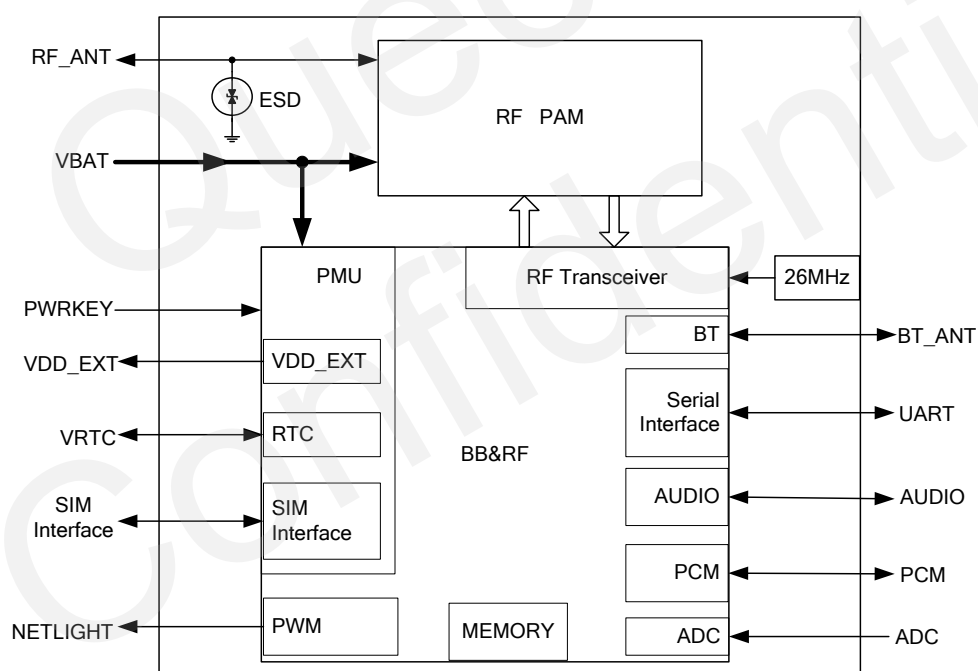 RF_ANT
ESD
RF PAM
VBAT
PMU
RF Transceiver
26MHz
PWRKEY
BT
BT_ANT
VDD_EXT
VDD_EXT
Serial
Interface
UART
VRTC
RTC
BB&RF
SIM
Interface
SIM
Interface
AUDIO
AUDIO
PCM
PCM
NETLIGHT
PWM
MEMORY
ADC
ADC
Confidenti